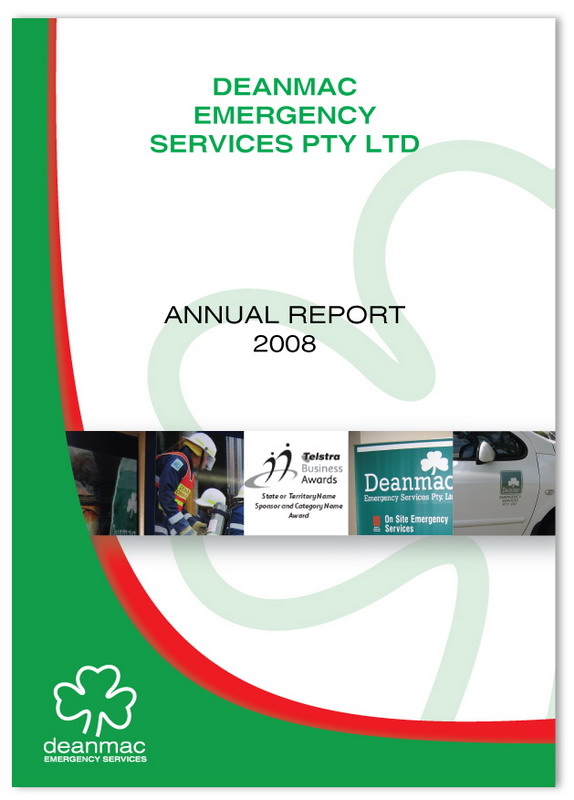 DEANMAC
EMERGENCY
SERVICES PTY LTD
ANNUAL REPORT
2008
Telstra
Business
Awards
State or Territory Name
Sponsor and Category Name
Award
Deanmac
Emergency Services Pty. Ltd
On Site Emergency
Services
deanmac
EMERGENCY SERVICES